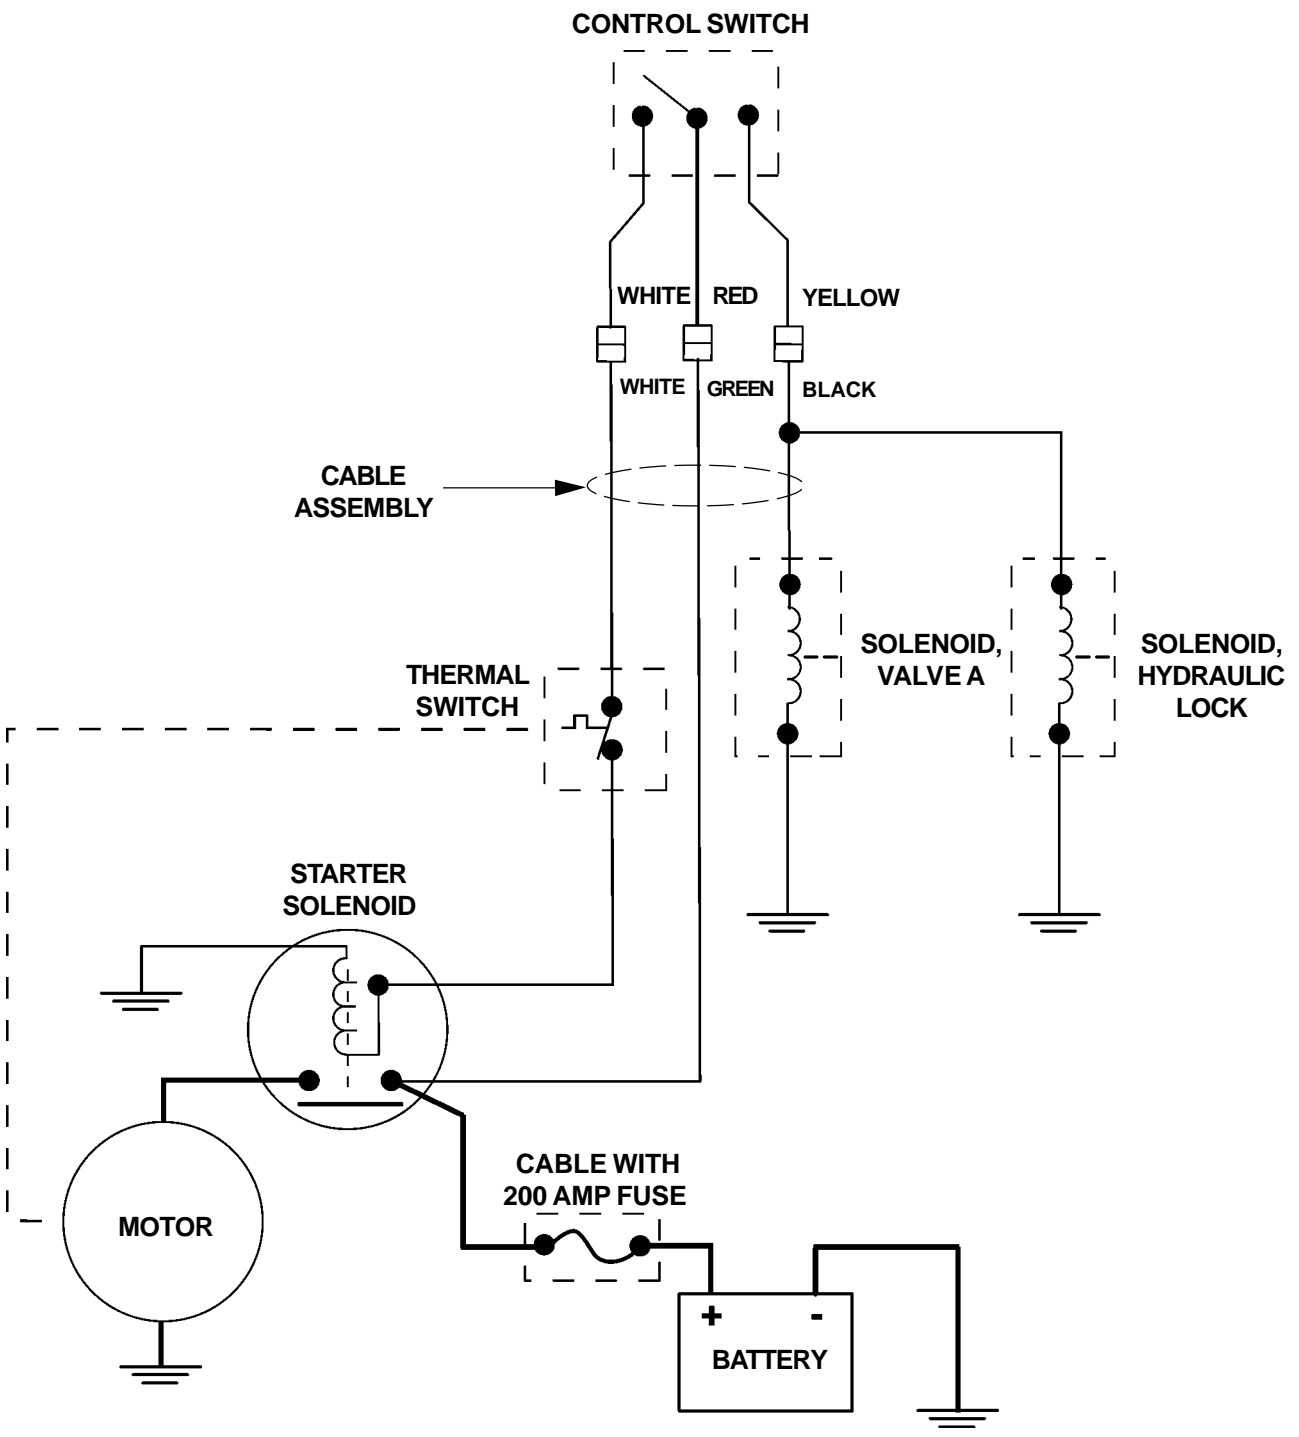 CONTROL SWITCH
WHITE RED YELLOW
WHITE GREEN BLACK
CABLE
ASSEMBLY
THERMAL
SWITCH
SOLENOID,
VALVE A
SOLENOID,
HYDRAULIC
LOCK
STARTER
SOLENOID
CABLE WITH
200 AMP FUSE
MOTOR
+ -
BATTERY